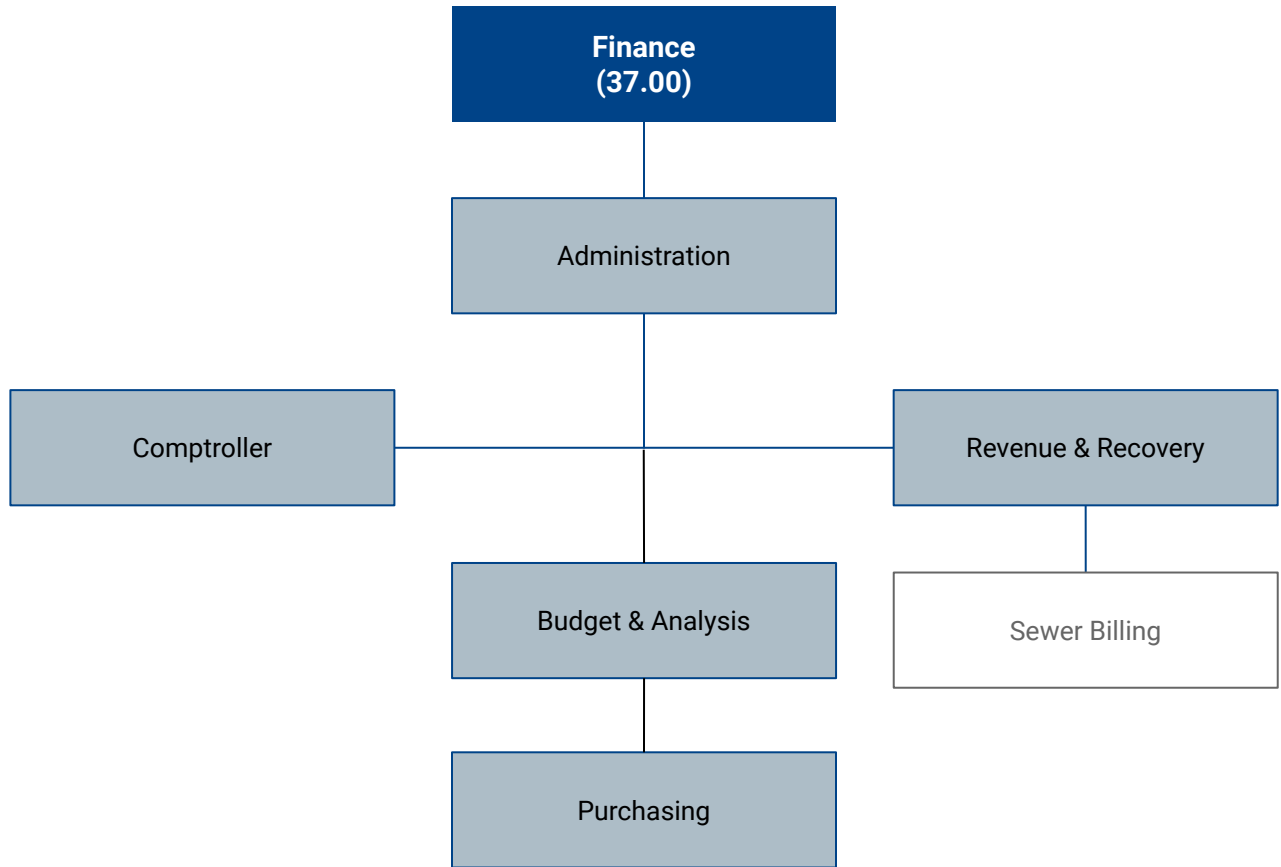 Finance
(37.00)
Administration
Comptroller
Revenue & Recovery
Budget & Analysis
Sewer Billing
Purchasing